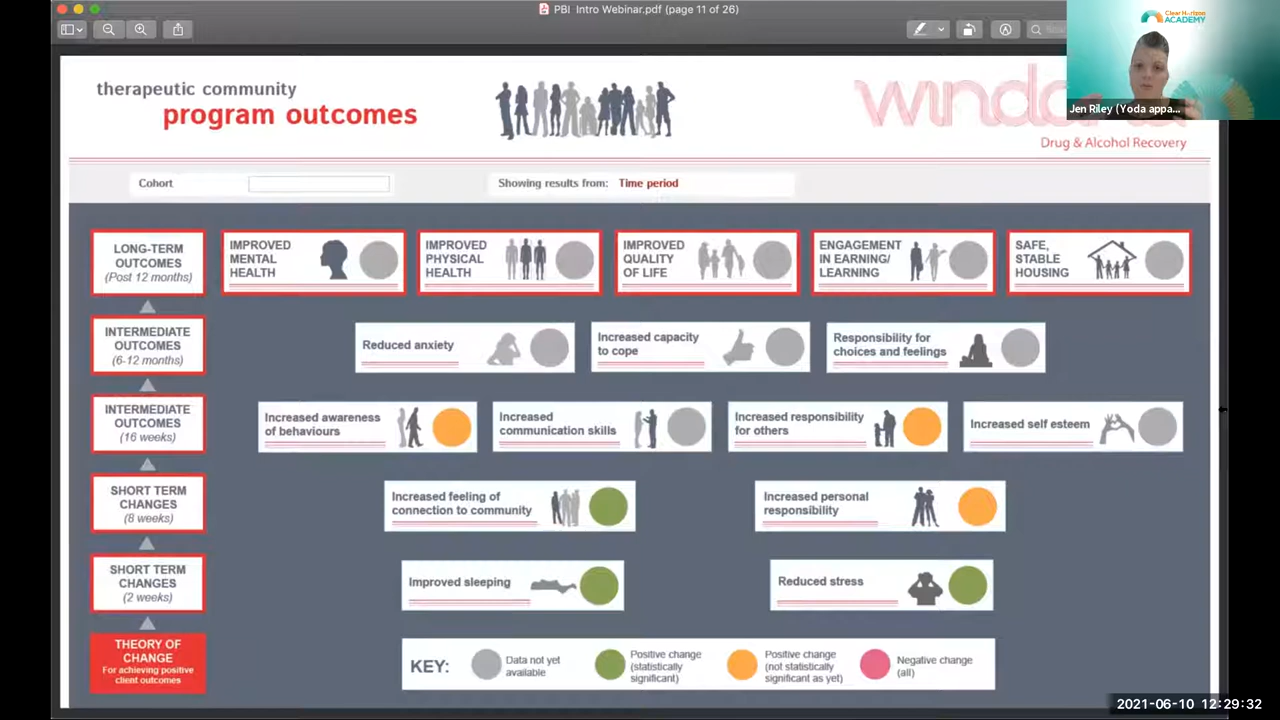 PBI Intro Webinar.pdf (page 11 of 26)
Clear H rizon
ACADEMY
Jen Riley (Yoda appa...
therapeutic community
program outcomes
Drug & Alcohol Recovery
Cohort
Showing results from: Time period
LONG-TERM
OUTCOMES
(Post 12 months)
IMPROVED
MENTAL
HEALTH
IMPROVED
PHYSICAL
HEALTH
IMPROVED
QUALITY
OF LIFE
ENGAGEMENT
IN EARNING/
LEARNING
SAFE,
STABLE
HOUSING
INTERMEDIATE
OUTCOMES
(6-12 months)
Reduced anxiety
Increased capacity
to cope
Responsibility for
choices and feelings
INTERMEDIATE
OUTCOMES
(16 weeks)
Increased awareness
of behaviours
Increased
communication skills
Increased responsibility
for others
Increased self esteem
SHORT TERM
CHANGES
(8 weeks)
Increased feeling of
connection to community
Increased personal
responsibility
SHORT TERM
CHANGES
(2 weeks)
Improved sleeping
Reduced stress
THEORY OF
CHANGE
For achieving positive
client outcomes
KEY:
Data not yet
available
Positive change
(statistically
significant)
Positive change
(not statistically
significant as yet)
Negative change
(all)
2021-06-10 12:29:32